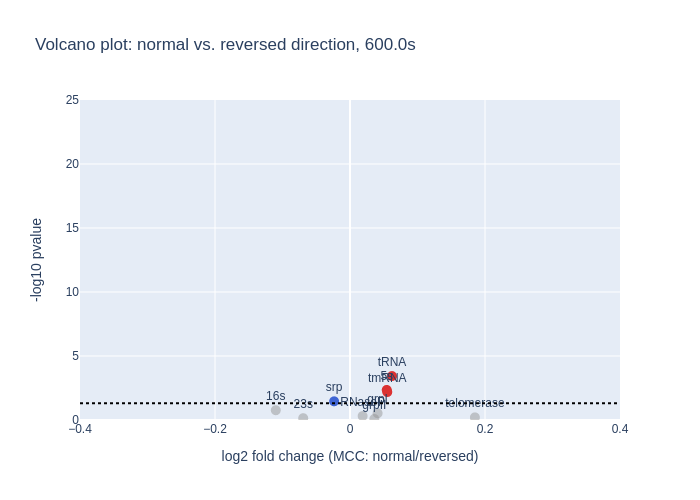 Volcano plot: normal vs. reversed direction, 600.0s
25
20
15
10
5
0
-log10 pvalue
tRNA
tmRNA
srp
16s
23s
RNaseP
telomerase
−0.4
−0.2
0
0.2
0.4
log2 fold change (MCC: normal/reversed)